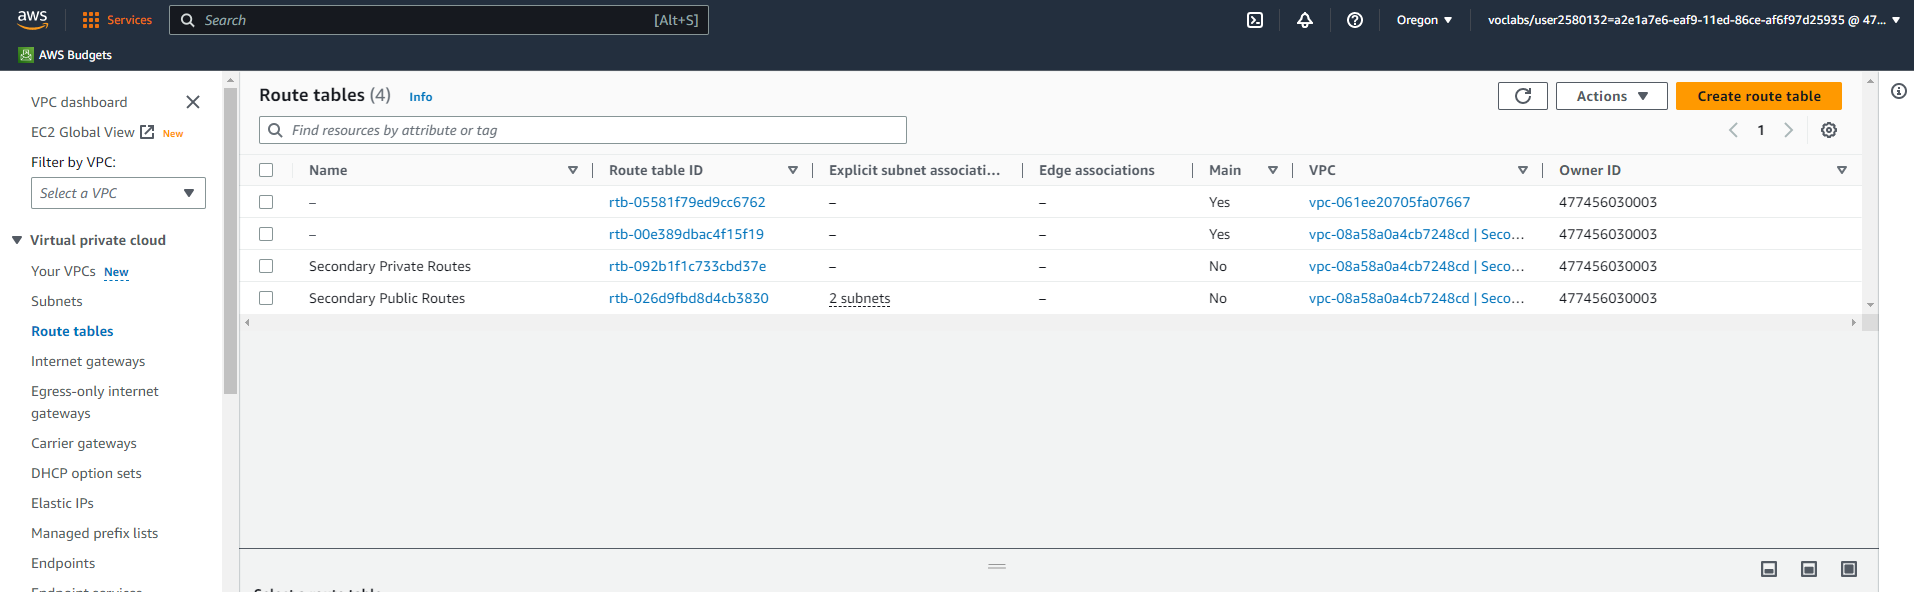 aws
Services
Search [Alt+S]
Oregon
voclabs/user2580132=a2e1a7e6-eaf9-11ed-86ce-af6f97d25935 @ 47...
AWS Budgets
VPC dashboard
EC2 Global View New
Filter by VPC:
Select a VPC
Virtual private cloud
Your VPCs New
Subnets
Route tables
Internet gateways
Egress-only internet
gateways
Carrier gateways
DHCP option sets
Elastic IPs
Managed prefix lists
Endpoints
Endpoint services
Route tables (4) Info
Actions
Create route table
Find resources by attribute or tag
1
Name Route table ID Explicit subnet associati... Edge associations Main VPC Owner ID
– rtb-05581f79ed9cc6762 – – Yes vpc-061ee20705fa07667 477456030003
– rtb-00e389dbac4f15f19 – – Yes vpc-08a58a0a4cb7248cd | Seco... 477456030003
Secondary Private Routes rtb-092b1f1c733cbd37e – – No vpc-08a58a0a4cb7248cd | Seco... 477456030003
Secondary Public Routes rtb-026d9fbd8d4cb3830 2 subnets – No vpc-08a58a0a4cb7248cd | Seco... 477456030003
Select a route table